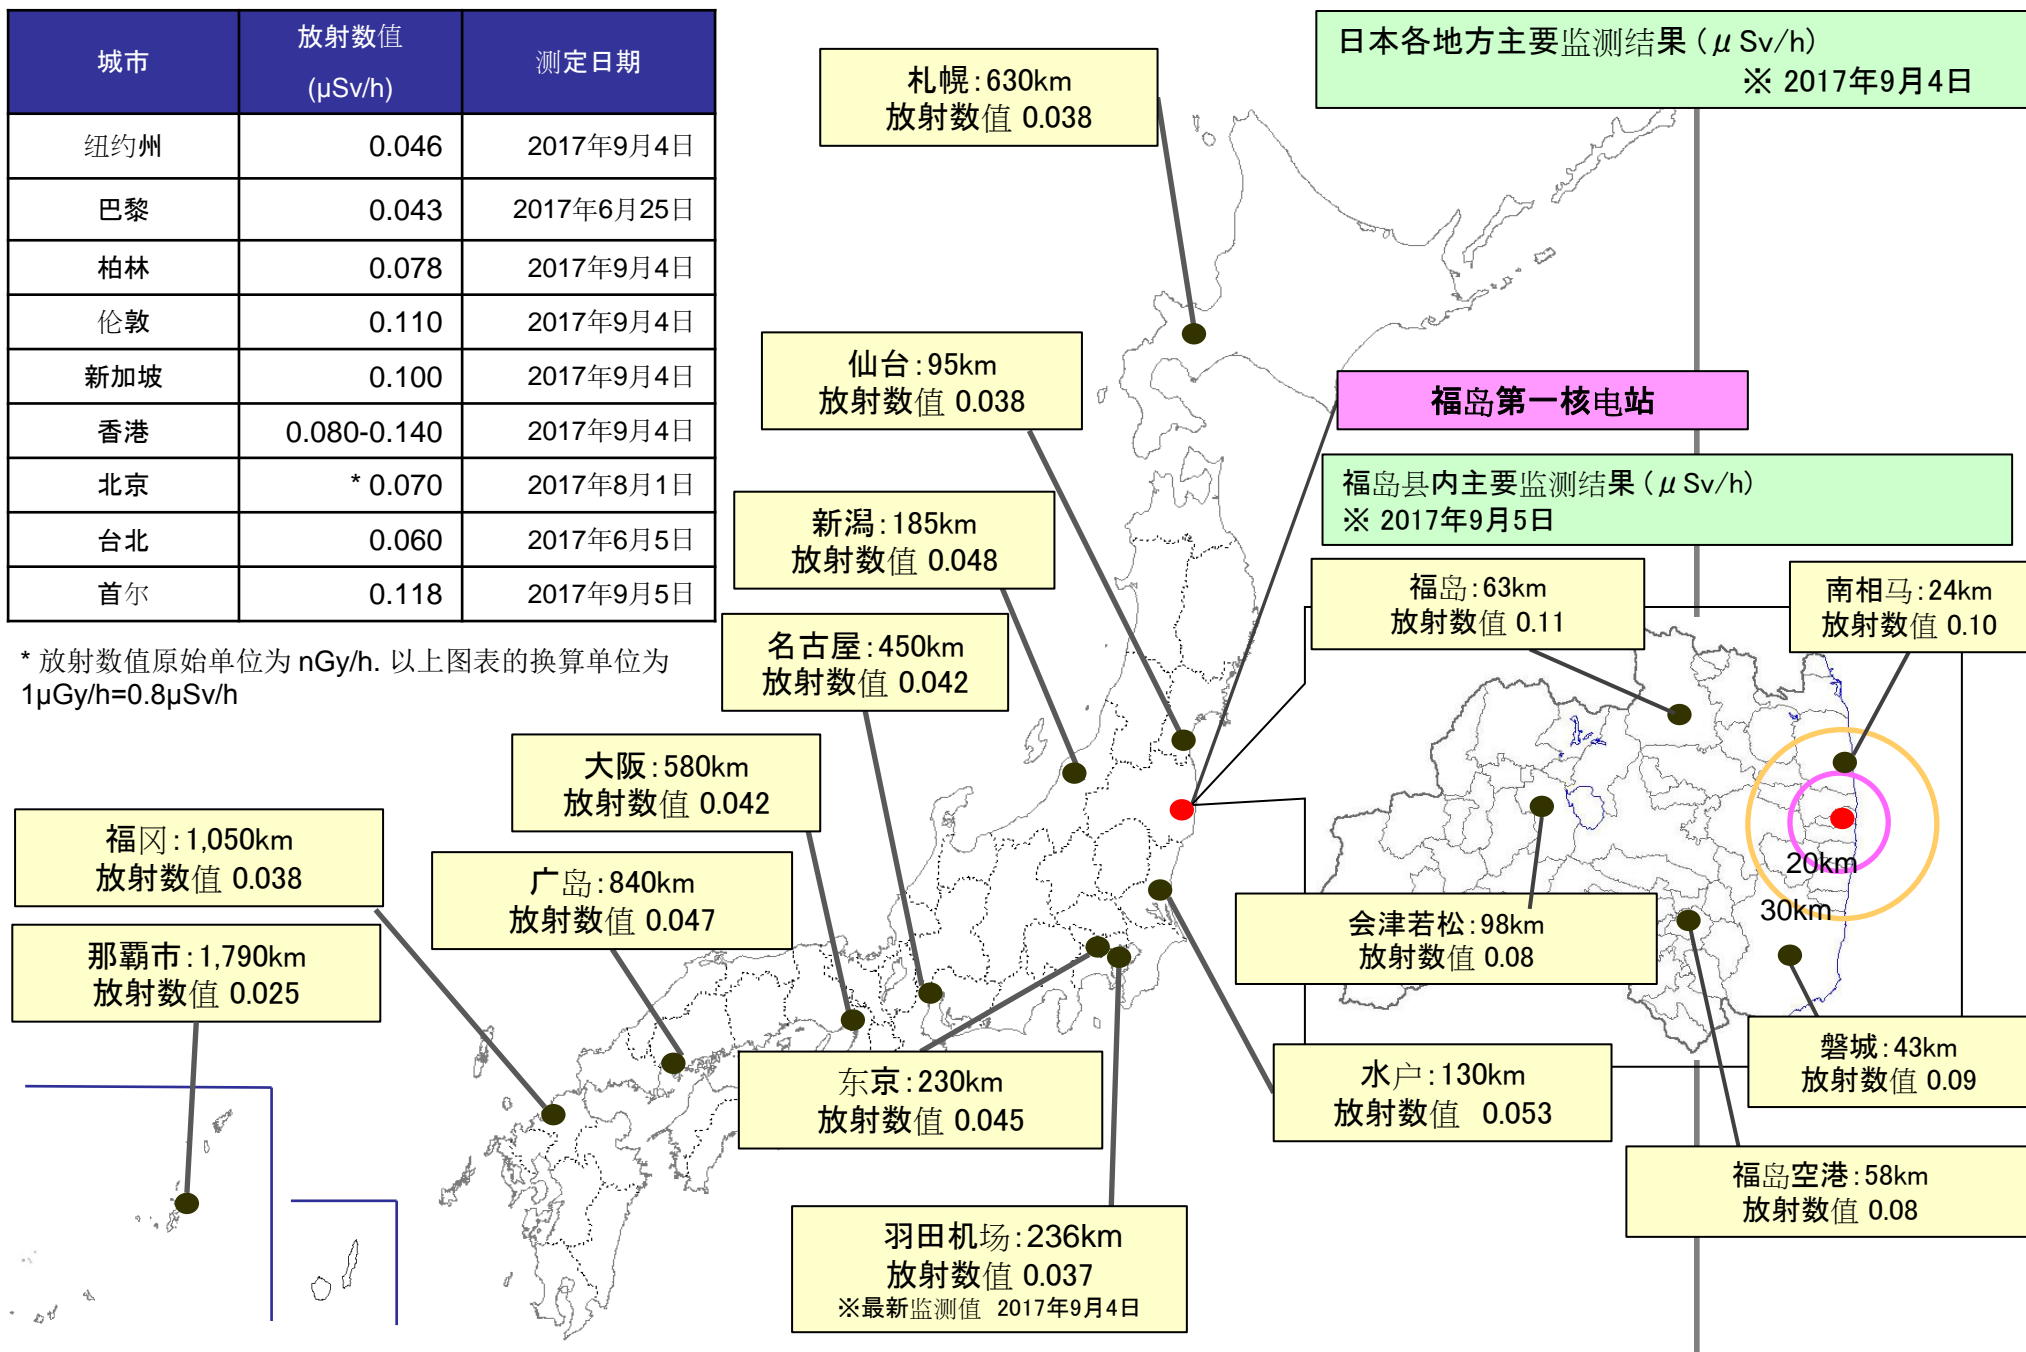 城市 放射数值 (μSv/h) 测定日期
纽约州 0.046 2017年9月4日
巴黎 0.043 2017年6月25日
柏林 0.078 2017年9月4日
伦敦 0.110 2017年9月4日
新加坡 0.100 2017年9月4日
香港 0.080-0.140 2017年9月4日
北京 * 0.070 2017年8月1日
台北 0.060 2017年6月5日
首尔 0.118 2017年9月5日
* 放射数值原始单位为 nGy/h. 以上图表的换算单位为
1μGy/h=0.8μSv/h
日本各地方主要监测结果（μ Sv/h）
※ 2017年9月4日
札幌：630km
放射数值 0.038
仙台：95km
放射数值 0.038
福岛第一核电站
福岛县内主要监测结果（μ Sv/h）
※ 2017年9月5日
新潟：185km
放射数值 0.048
福岛：63km
放射数值 0.11
南相马：24km
放射数值 0.10
名古屋：450km
放射数值 0.042
大阪：580km
放射数值 0.042
福冈：1,050km
放射数值 0.038
广岛：840km
放射数值 0.047
20km
30km
会津若松：98km
放射数值 0.08
那霸市：1,790km
放射数值 0.025
东京：230km
放射数值 0.045
水户：130km
放射数值 0.053
磐城：43km
放射数值 0.09
福岛空港：58km
放射数值 0.08
羽田机场：236km
放射数值 0.037
※最新监测值 2017年9月4日